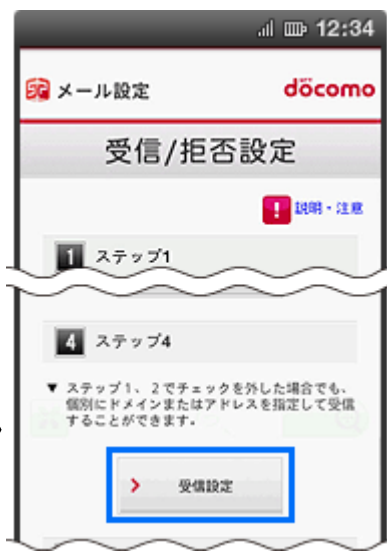 12:34
メール設定
döcomo
受信/拒否設定
! 説明・注意
1 ステップ1
4 ステップ4
▼ ステップ1、2でチェックを外した場合でも、
個別にドメインまたはアドレスを指定して受信
することができます。
受信設定